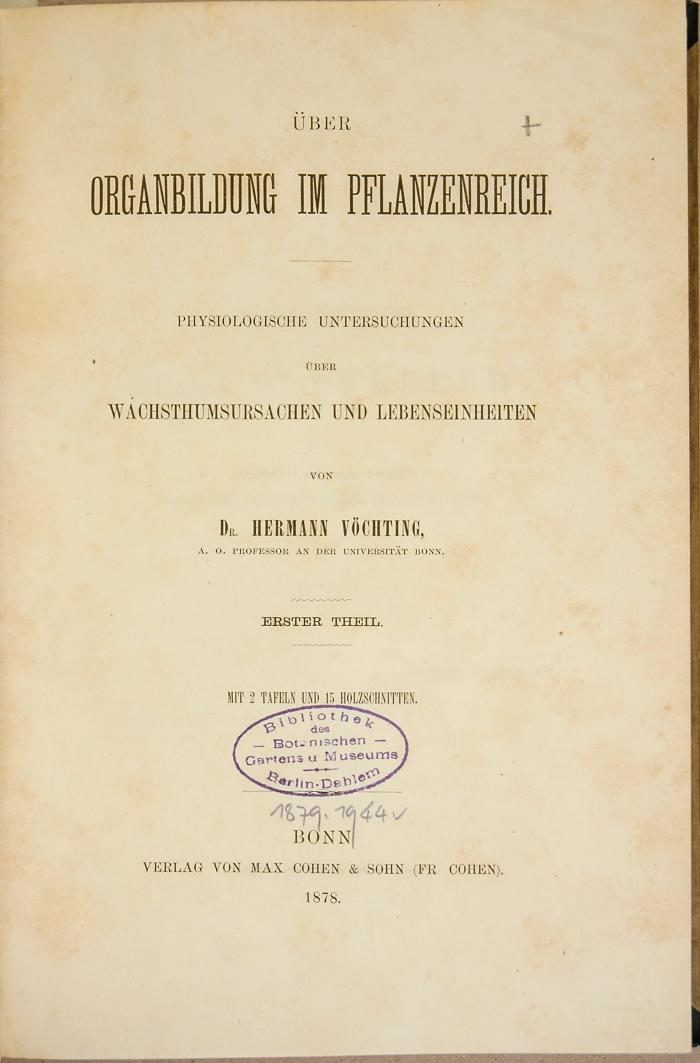 ÜBER
+
ORGANBILDUNG IM PFLANZENREICH.
PHYSIOLOGISCHE UNTERSUCHUNGEN
ÜBER
WACHSTHUMSURSACHEN UND LEBENSEINHEITEN
VON
DR. HERMANN VÖCHTING,
A. O. PROFESSOR AN DER UNIVERSITÄT BONN.
ERSTER THEIL.
MIT 2 TAFELN UND 15 HOLZSCHNITTEN.
Bibliothek
des
— Botanischen —
Gartens u Museums
Berlin-Dahlem
1879.1944
BONN
VERLAG VON MAX COHEN & SOHN (FR COHEN).
1878.